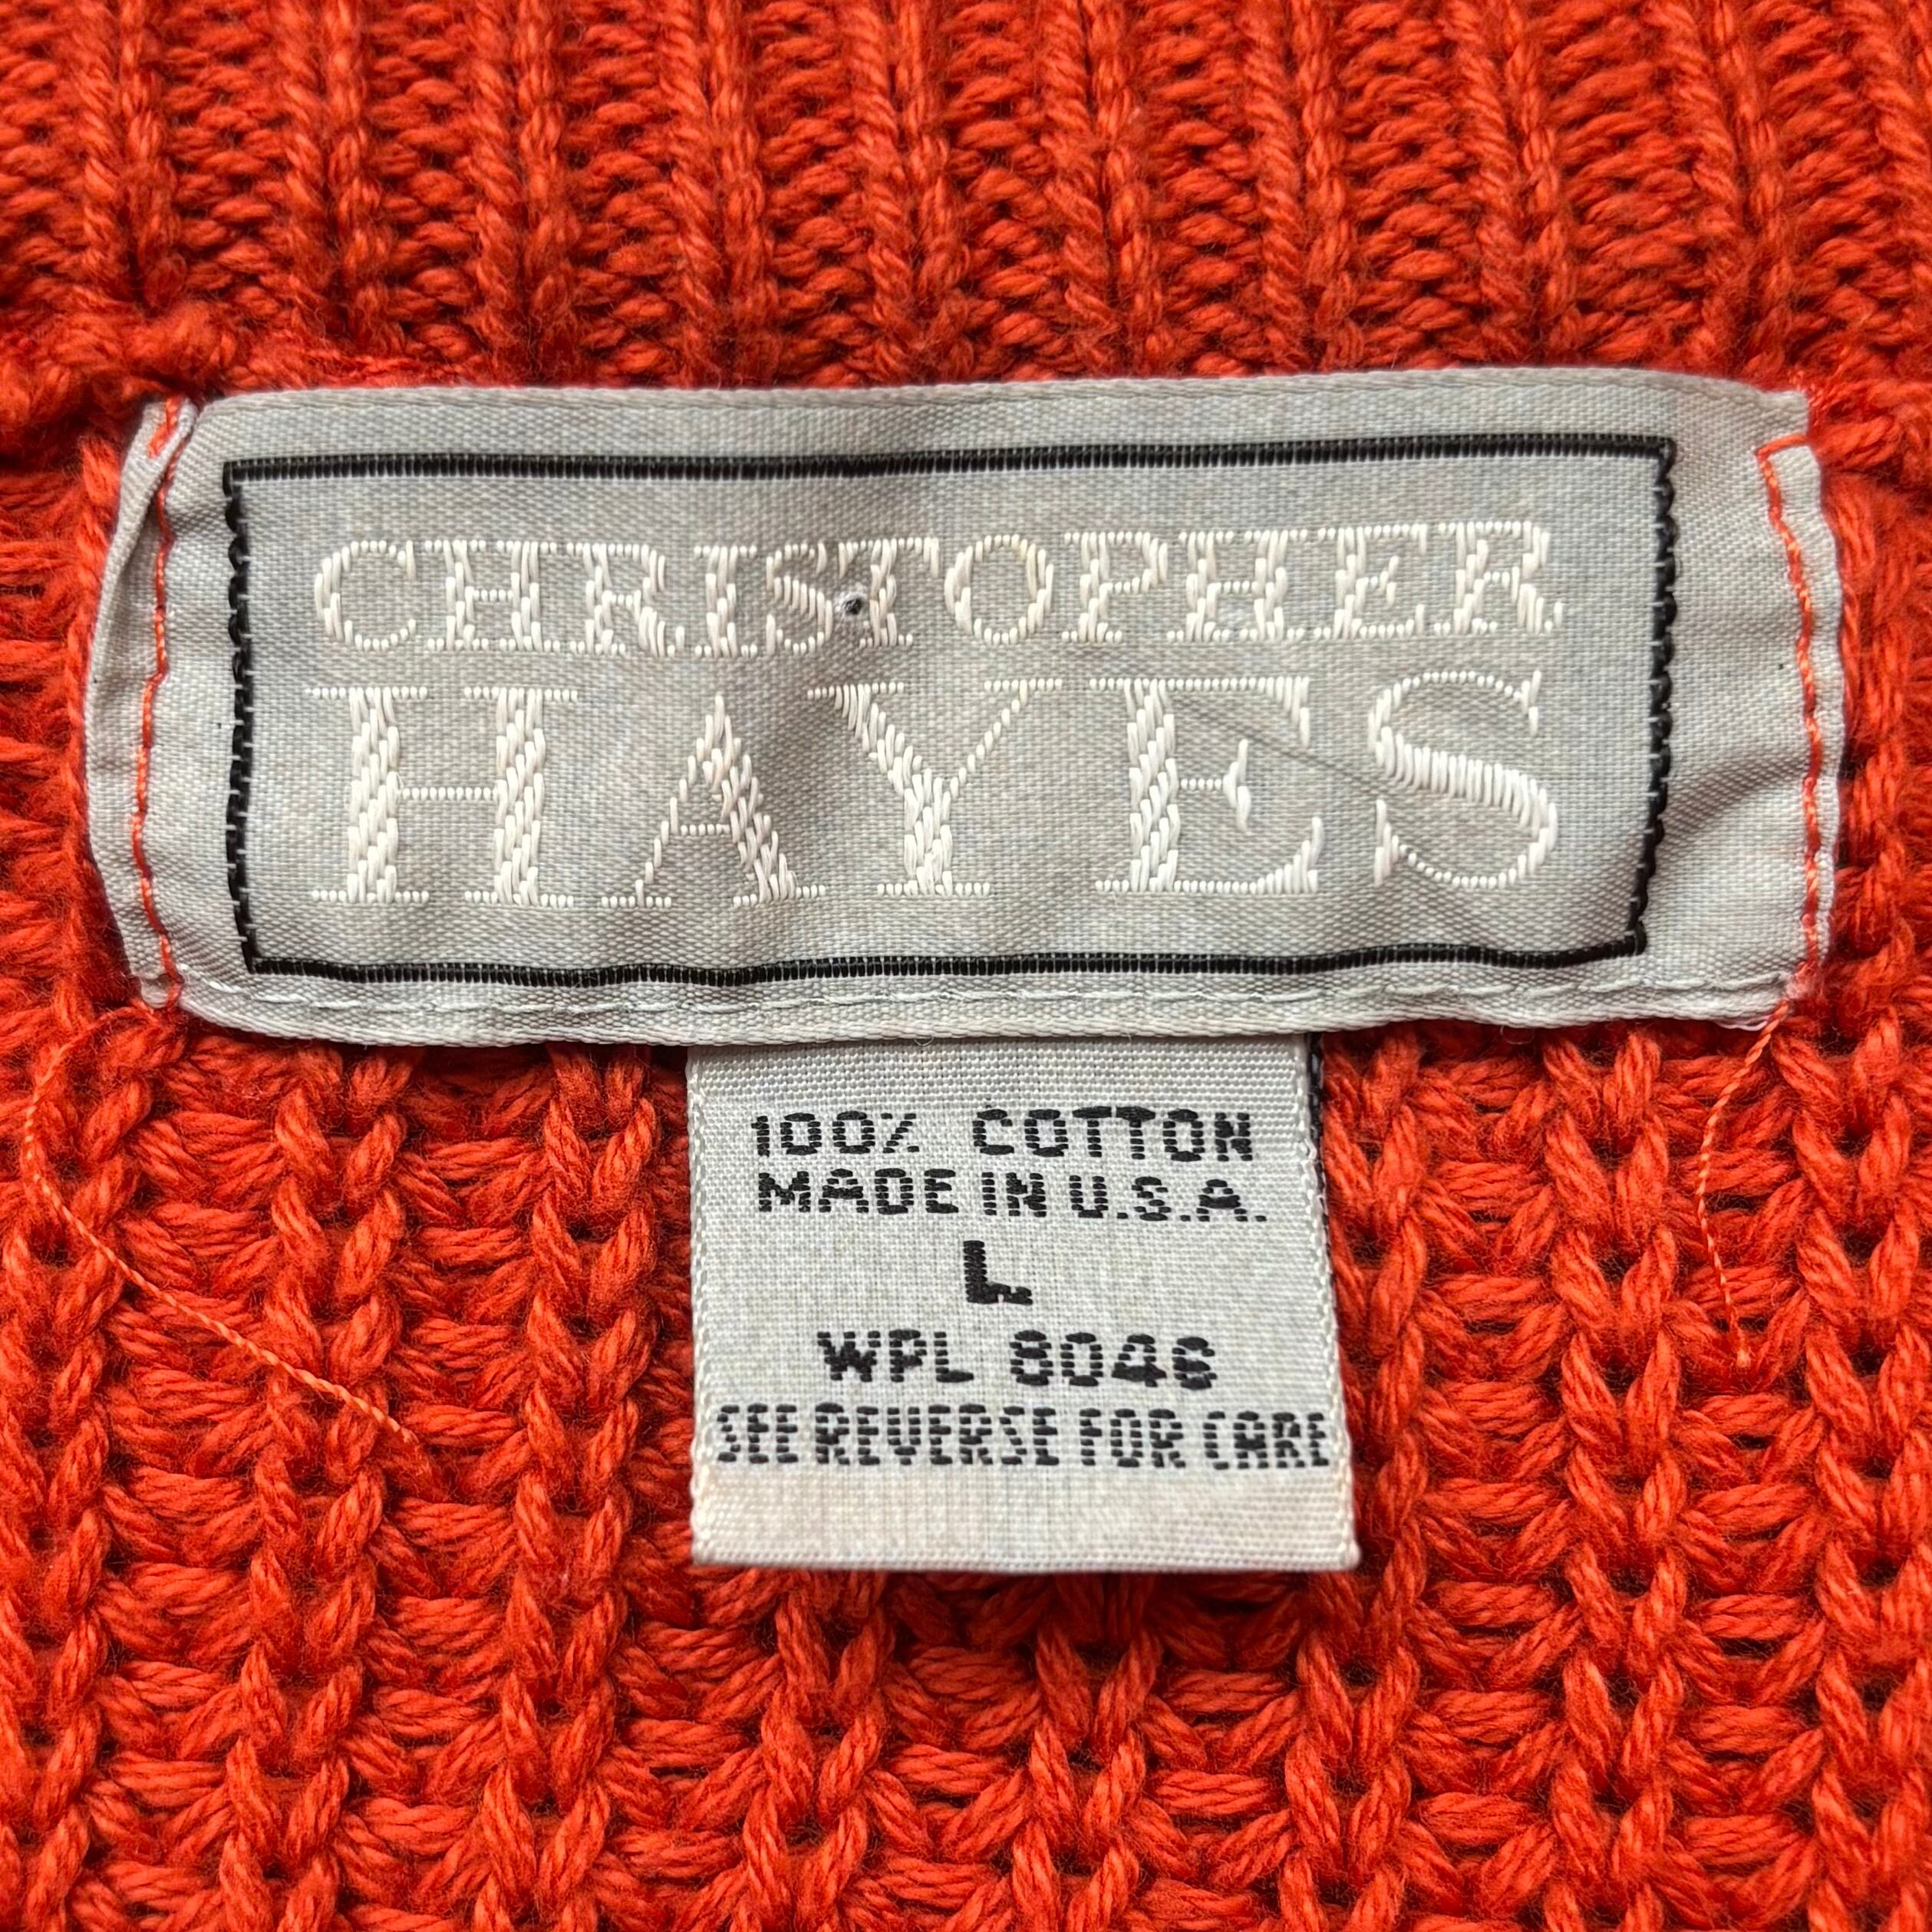 CHRISTOPHER
HAYES
100% COTTON
MADE IN U.S.A.
L
WPL 8046
SEE REVERSE FOR CARE